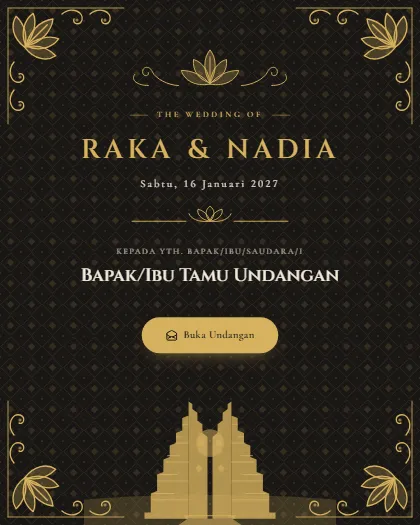 THE WEDDING OF
RAKA & NADIA
Sabtu, 16 Januari 2027
KEPADA YTH. BAPAK/IBU/SAUDARA/I
Bapak/Ibu Tamu Undangan
Buka Undangan